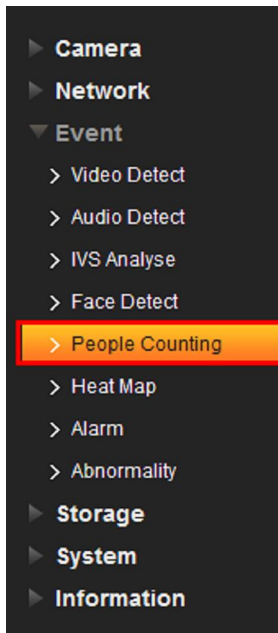 Camera
Network
Event
Video Detect
Audio Detect
IVS Analyse
Face Detect
People Counting
Heat Map
Alarm
Abnormality
Storage
System
Information